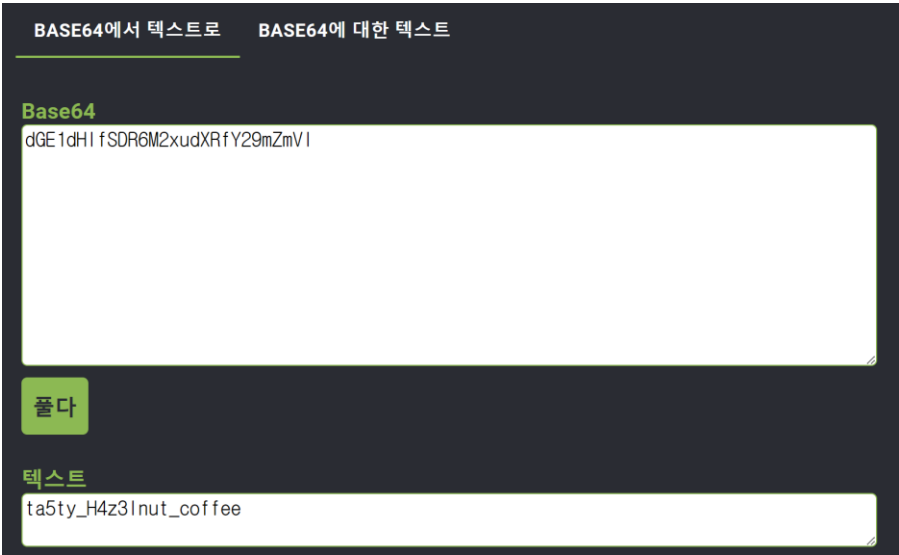 BASE64에서 텍스트로 BASE64에 대한 텍스트
Base64
dGE1dHlfSDR6M2xudXRfY29mZmVl
풀다
텍스트
ta5ty_H4z3lnut_coffee